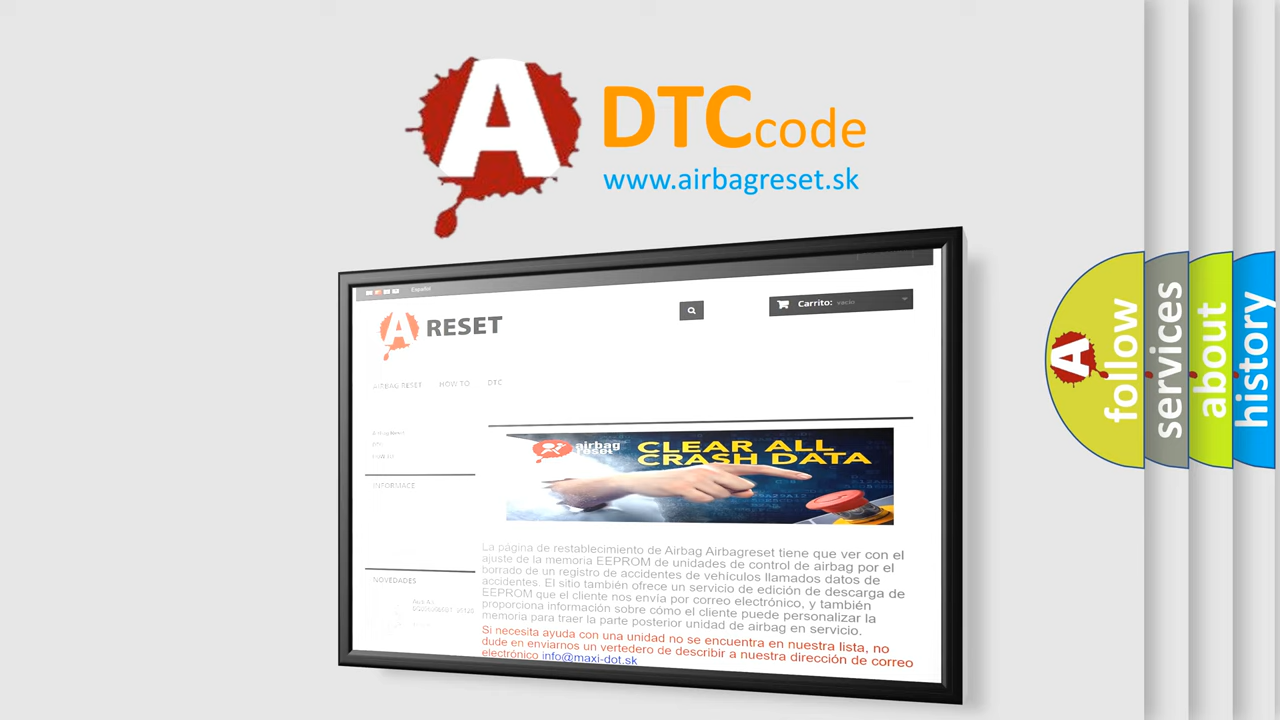 A
DTC code
www.airbagreset.sk
Español
A RESET
Carrito: vacío
AIRBAG RESET HOW TO DTC
INFORMACE
airbag
reset
CLEAR ALL
CRASH DATA
La página de restablecimiento de Airbag Airbagreset tiene que ver con el
ajuste de la memoria EEPROM de unidades de control de airbag por el
borrado de un registro de accidentes de vehículos llamados datos de
accidentes. El sitio también ofrece un servicio de edición de descarga de
EEPROM que el cliente nos envía por correo electrónico, y también
proporciona información sobre cómo el cliente puede personalizar la
memoria para traer la parte posterior unidad de airbag en servicio.
Si necesita ayuda con una unidad no se encuentra en nuestra lista, no
dude en enviarnos un vertedero de describir a nuestra dirección de correo
electrónico info@maxi-dot.sk
NOVEDADES
A
follow
services
about
history